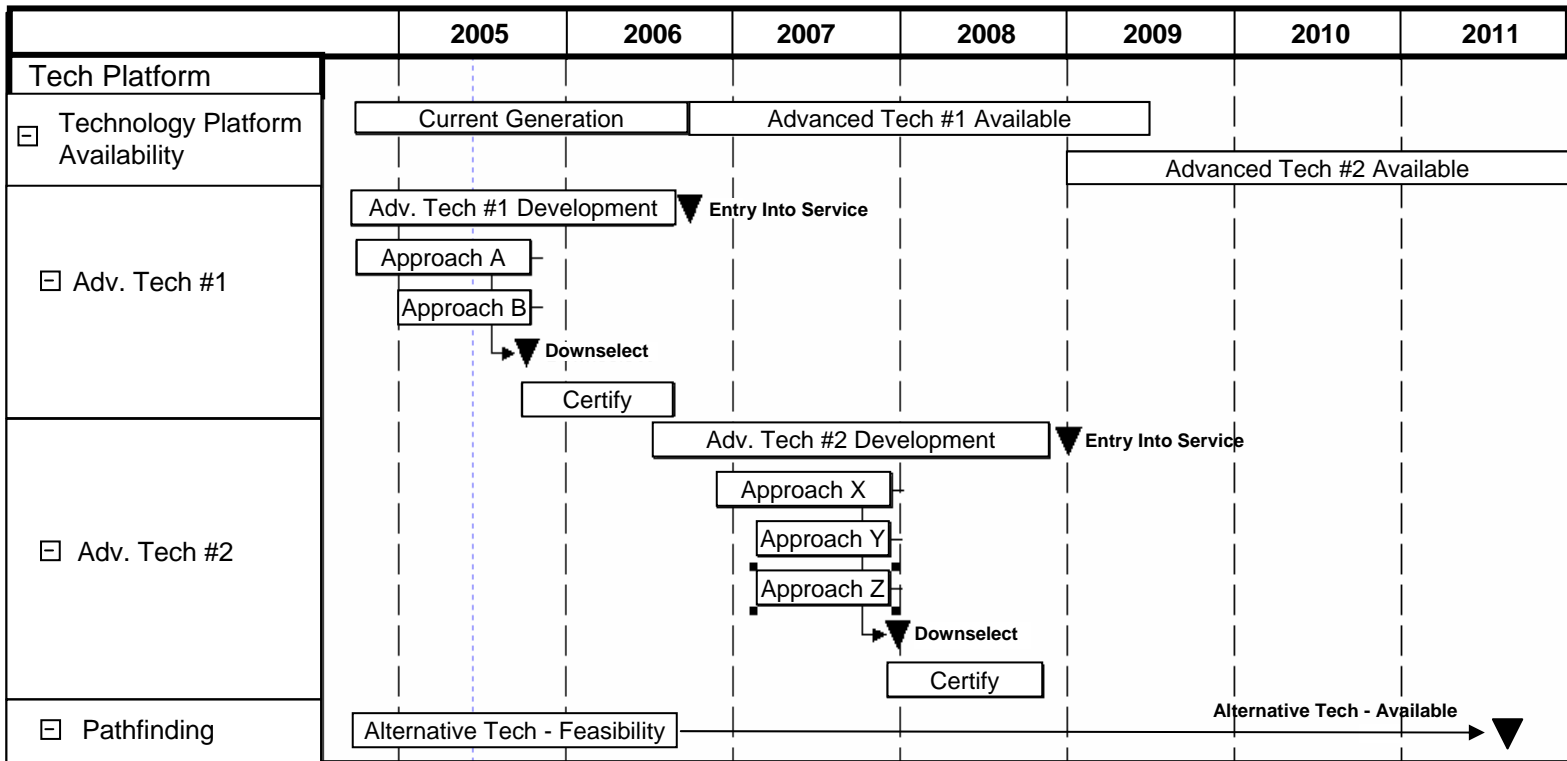 2005 2006 2007 2008 2009 2010 2011
Tech Platform
Technology Platform
Availability
Current Generation
Advanced Tech #1 Available
Advanced Tech #2 Available
Adv. Tech #1
Adv. Tech #1 Development
Entry Into Service
Approach A
Approach B
Downselect
Certify
Adv. Tech #2
Adv. Tech #2 Development
Entry Into Service
Approach X
Approach Y
Approach Z
Downselect
Certify
Pathfinding
Alternative Tech - Feasibility
Alternative Tech - Available